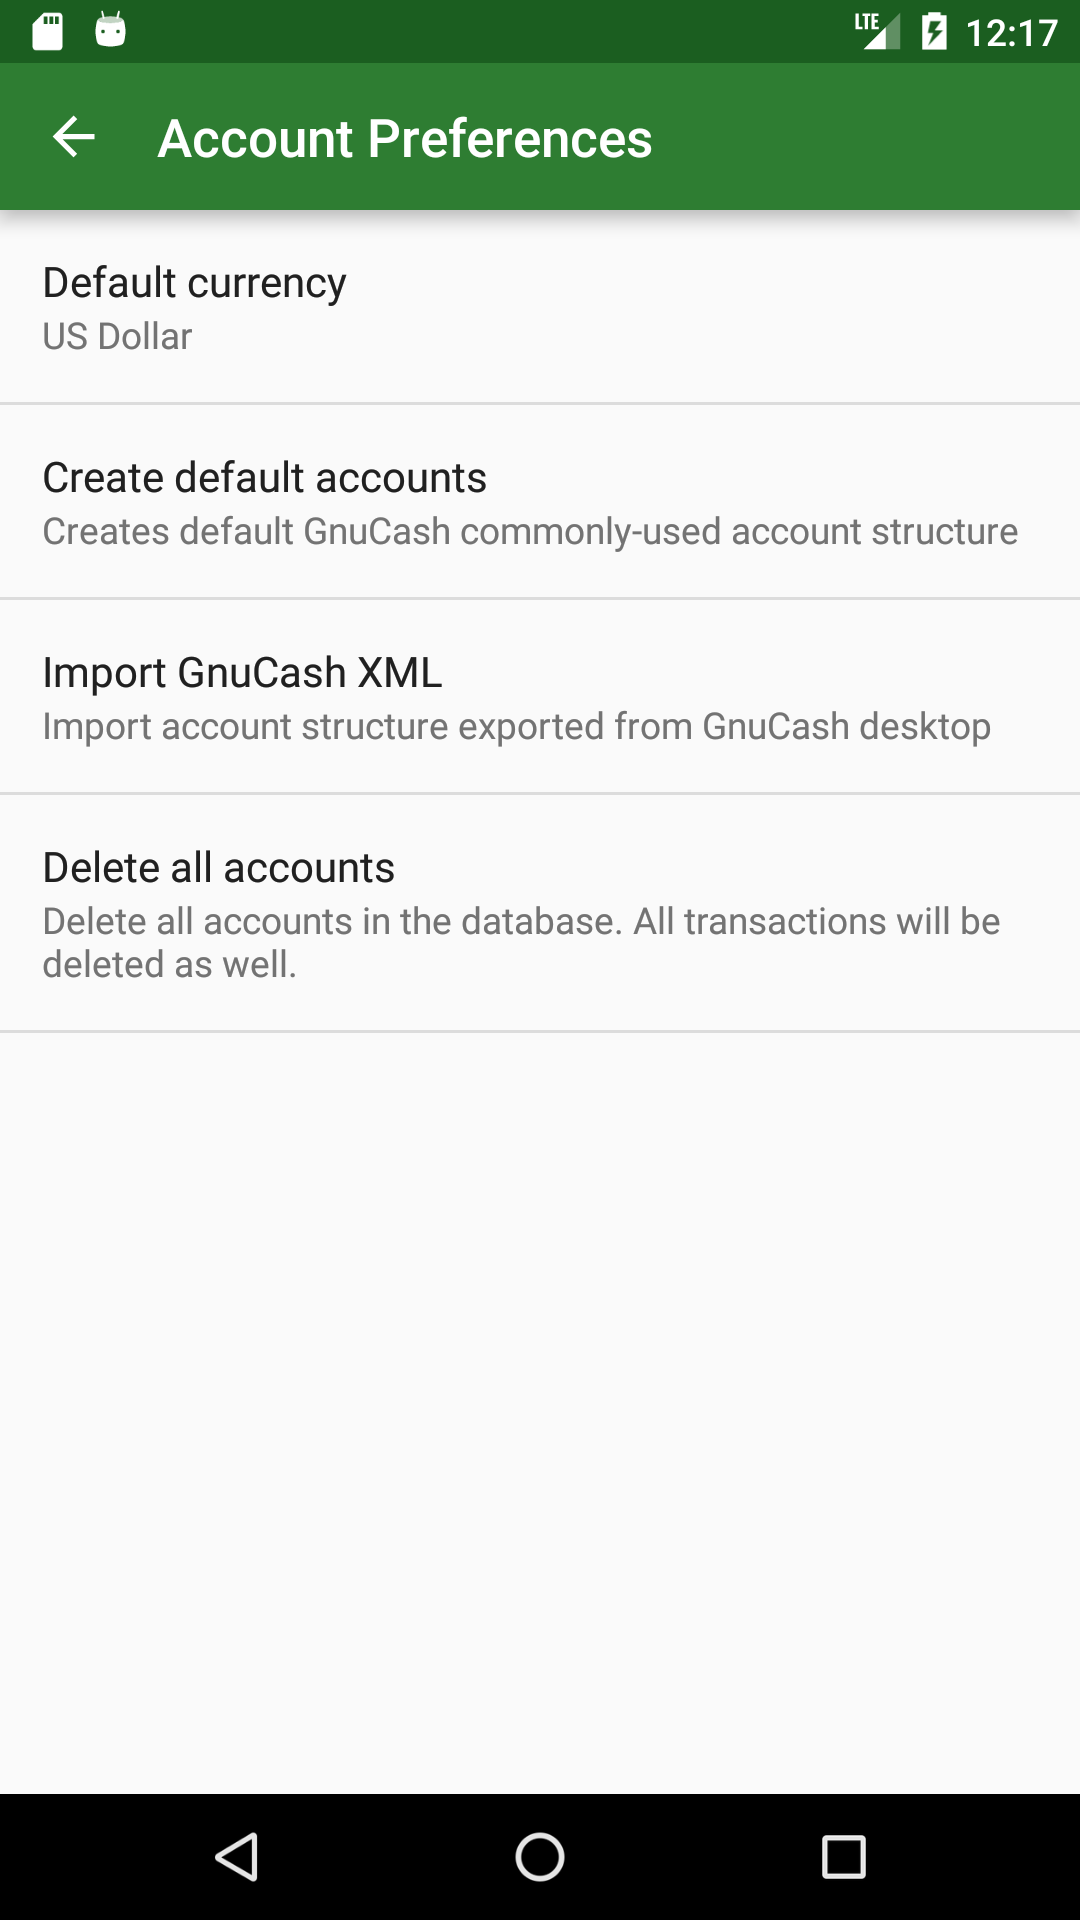 LTE 12:17
Account Preferences
Default currency
US Dollar
Create default accounts
Creates default GnuCash commonly-used account structure
Import GnuCash XML
Import account structure exported from GnuCash desktop
Delete all accounts
Delete all accounts in the database. All transactions will be
deleted as well.